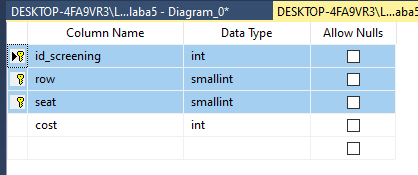 DESKTOP-4FA9VR3\L...laba5 - Diagram_0* DESKTOP-4FA9VR3\L...laba5
Column Name Data Type Allow Nulls
id_screening int
row smallint
seat smallint
cost int